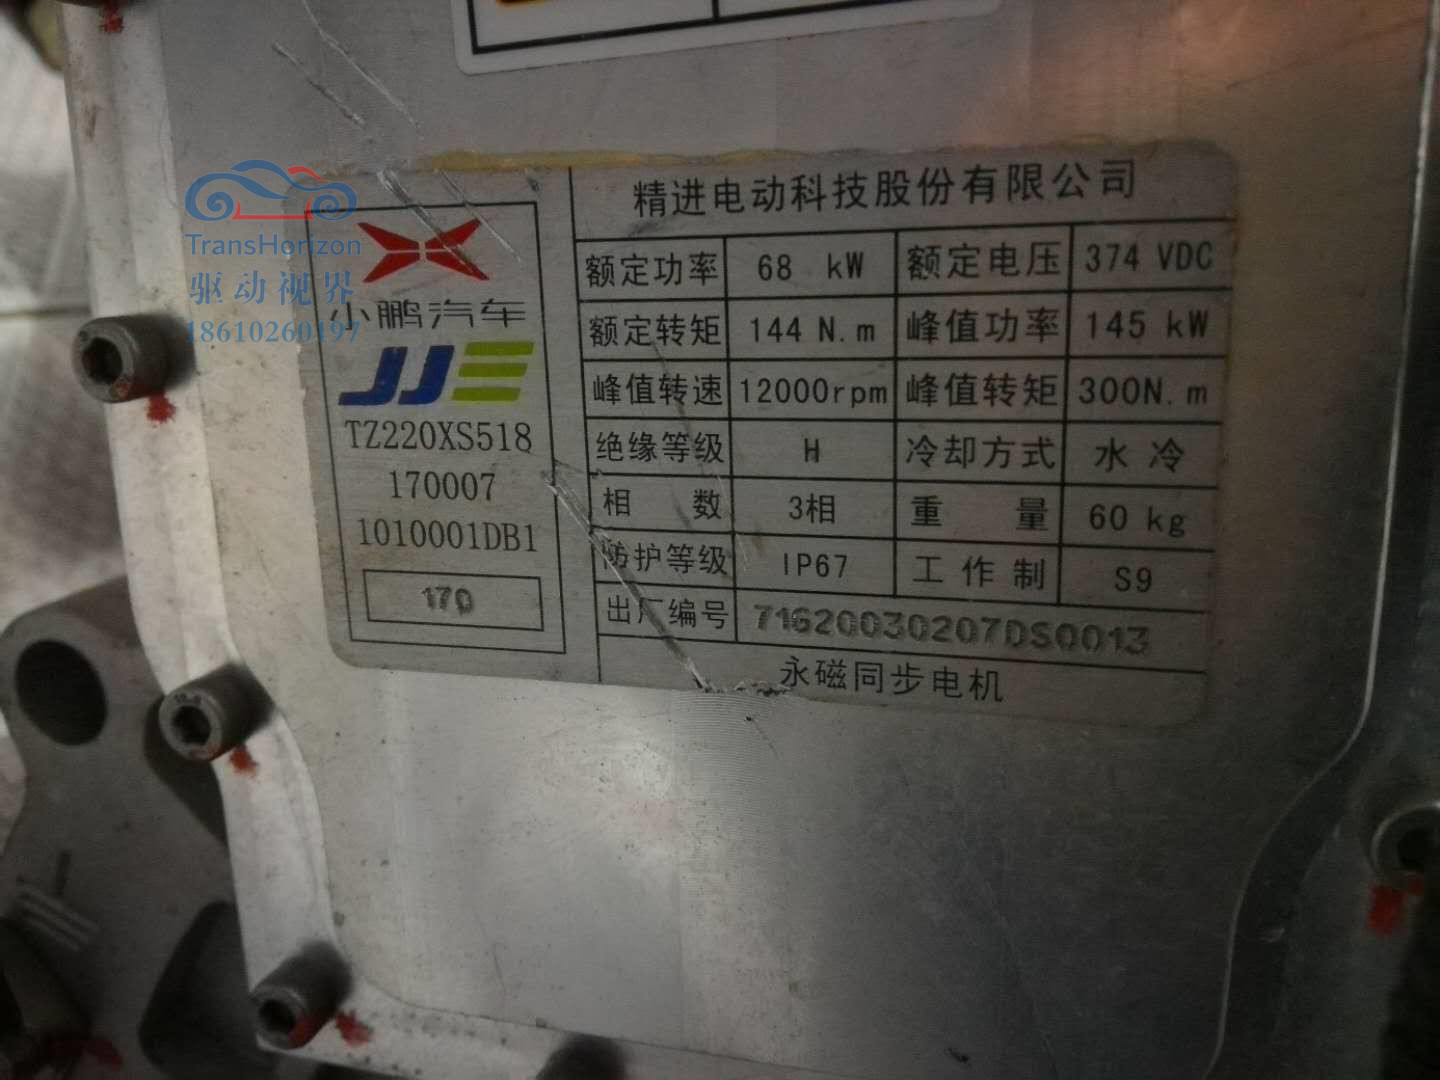 TransHorizon
驱动视界
18610260197
小鹏汽车
JJE
TZ220XS518
170007
1010001DB1
170
精进电动科技股份有限公司
额定功率 68 kW 额定电压 374 VDC
额定转矩 144 N.m 峰值功率 145 kW
峰值转速 12000rpm 峰值转矩 300N.m
绝缘等级 H 冷却方式 水冷
相数 3相 重量 60 kg
防护等级 IP67 工作制 S9
出厂编号 71620030207DS0013
永磁同步电机